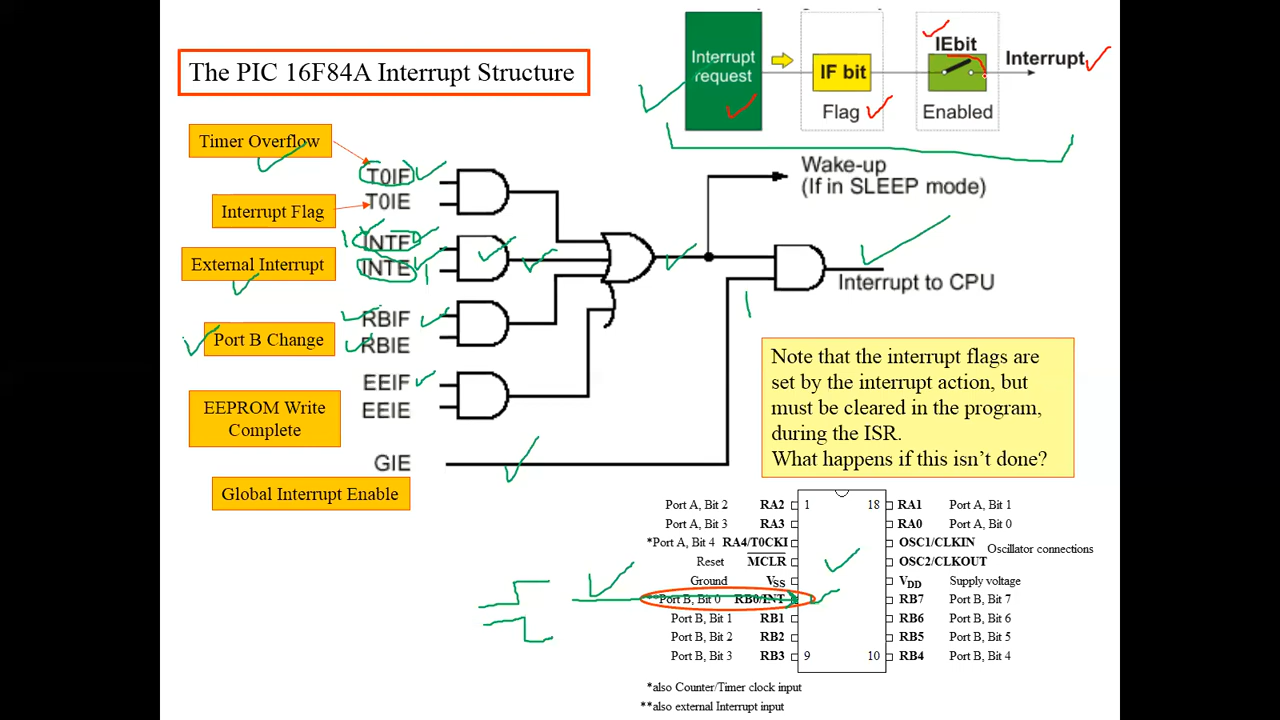 The PIC 16F84A Interrupt Structure
Interrupt
request
IF bit
Flag
IEbit
Enabled
Interrupt
Timer Overflow
T0IF
T0IE
Interrupt Flag
INTF
External Interrupt
INTE
RBIF
Port B Change
RBIE
EEIF
EEPROM Write
Complete
EEIE
GIE
Global Interrupt Enable
Wake-up
(If in SLEEP mode)
Interrupt to CPU
1
1
1
Note that the interrupt flags are
set by the interrupt action, but
must be cleared in the program,
during the ISR.
What happens if this isn’t done?
Port A, Bit 2 RA2 1 18 RA1 Port A, Bit 1
Port A, Bit 3 RA3 RA0 Port A, Bit 0
*Port A, Bit 4 RA4/T0CKI OSC1/CLKIN
Oscillator connections
Reset MCLR OSC2/CLKOUT
Ground VSS VDD Supply voltage
**Port B, Bit 0 RB0/INT RB7 Port B, Bit 7
Port B, Bit 1 RB1 RB6 Port B, Bit 6
Port B, Bit 2 RB2 RB5 Port B, Bit 5
Port B, Bit 3 RB3 9 10 RB4 Port B, Bit 4
*also Counter/Timer clock input
**also external Interrupt input